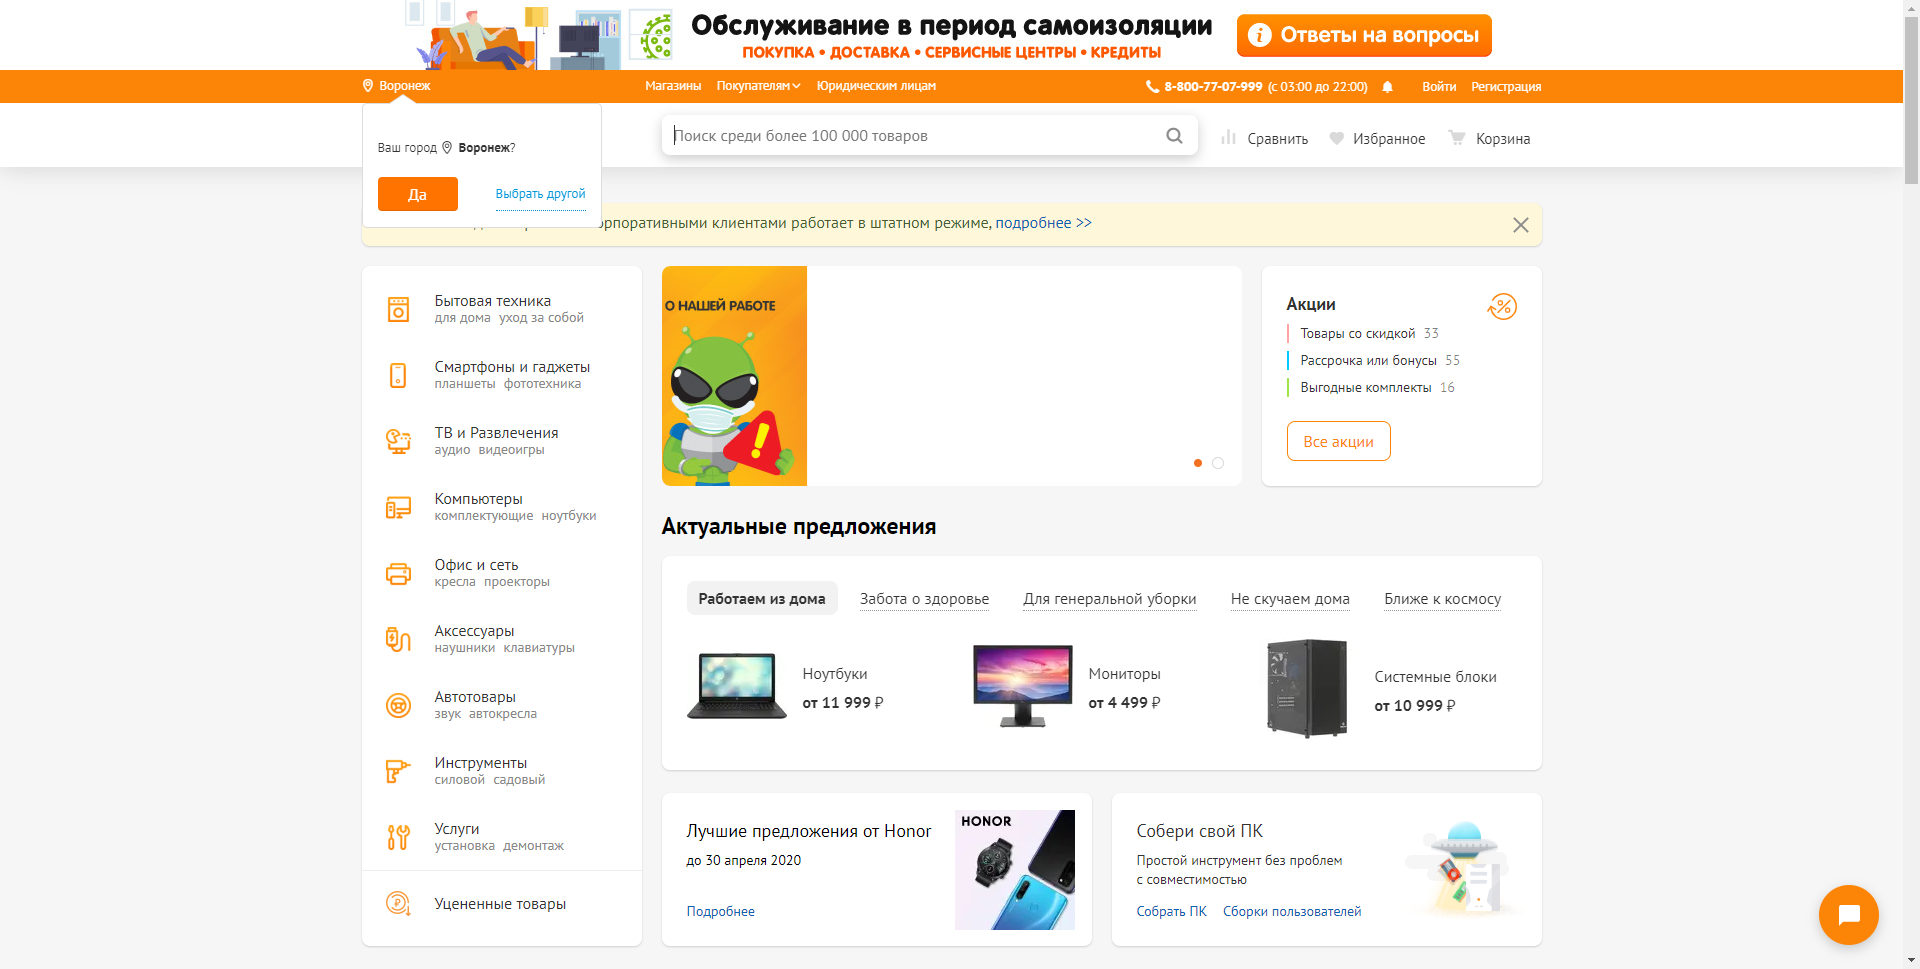 Обслуживание в период самоизоляции
ПОКУПКА • ДОСТАВКА • СЕРВИСНЫЕ ЦЕНТРЫ • КРЕДИТЫ
Ответы на вопросы
Воронеж
Магазины
Покупателям
Юридическим лицам
8-800-77-07-999 (с 03:00 до 22:00)
Войти
Регистрация
Ваш город Воронеж?
Да
Выбрать другой
Поиск среди более 100 000 товаров
Сравнить
Избранное
Корзина
орпоративными клиентами работает в штатном режиме, подробнее >>
Бытовая техника
для дома уход за собой
Смартфоны и гаджеты
планшеты фототехника
ТВ и Развлечения
аудио видеоигры
Компьютеры
комплектующие ноутбуки
Офис и сеть
кресла проекторы
Аксессуары
наушники клавиатуры
Автотовары
звук автокресла
Инструменты
силовой садовый
Услуги
установка демонтаж
Уцененные товары
О НАШЕЙ РАБОТЕ
Акции
Товары со скидкой 33
Рассрочка или бонусы 55
Выгодные комплекты 16
Все акции
Актуальные предложения
Работаем из дома
Забота о здоровье
Для генеральной уборки
Не скучаем дома
Ближе к космосу
Ноутбуки
от 11 999 ₽
Мониторы
от 4 499 ₽
Системные блоки
от 10 999 ₽
Лучшие предложения от Honor
до 30 апреля 2020
Подробнее
HONOR
Собери свой ПК
Простой инструмент без проблем
с совместимостью
Собрать ПК
Сборки пользователей